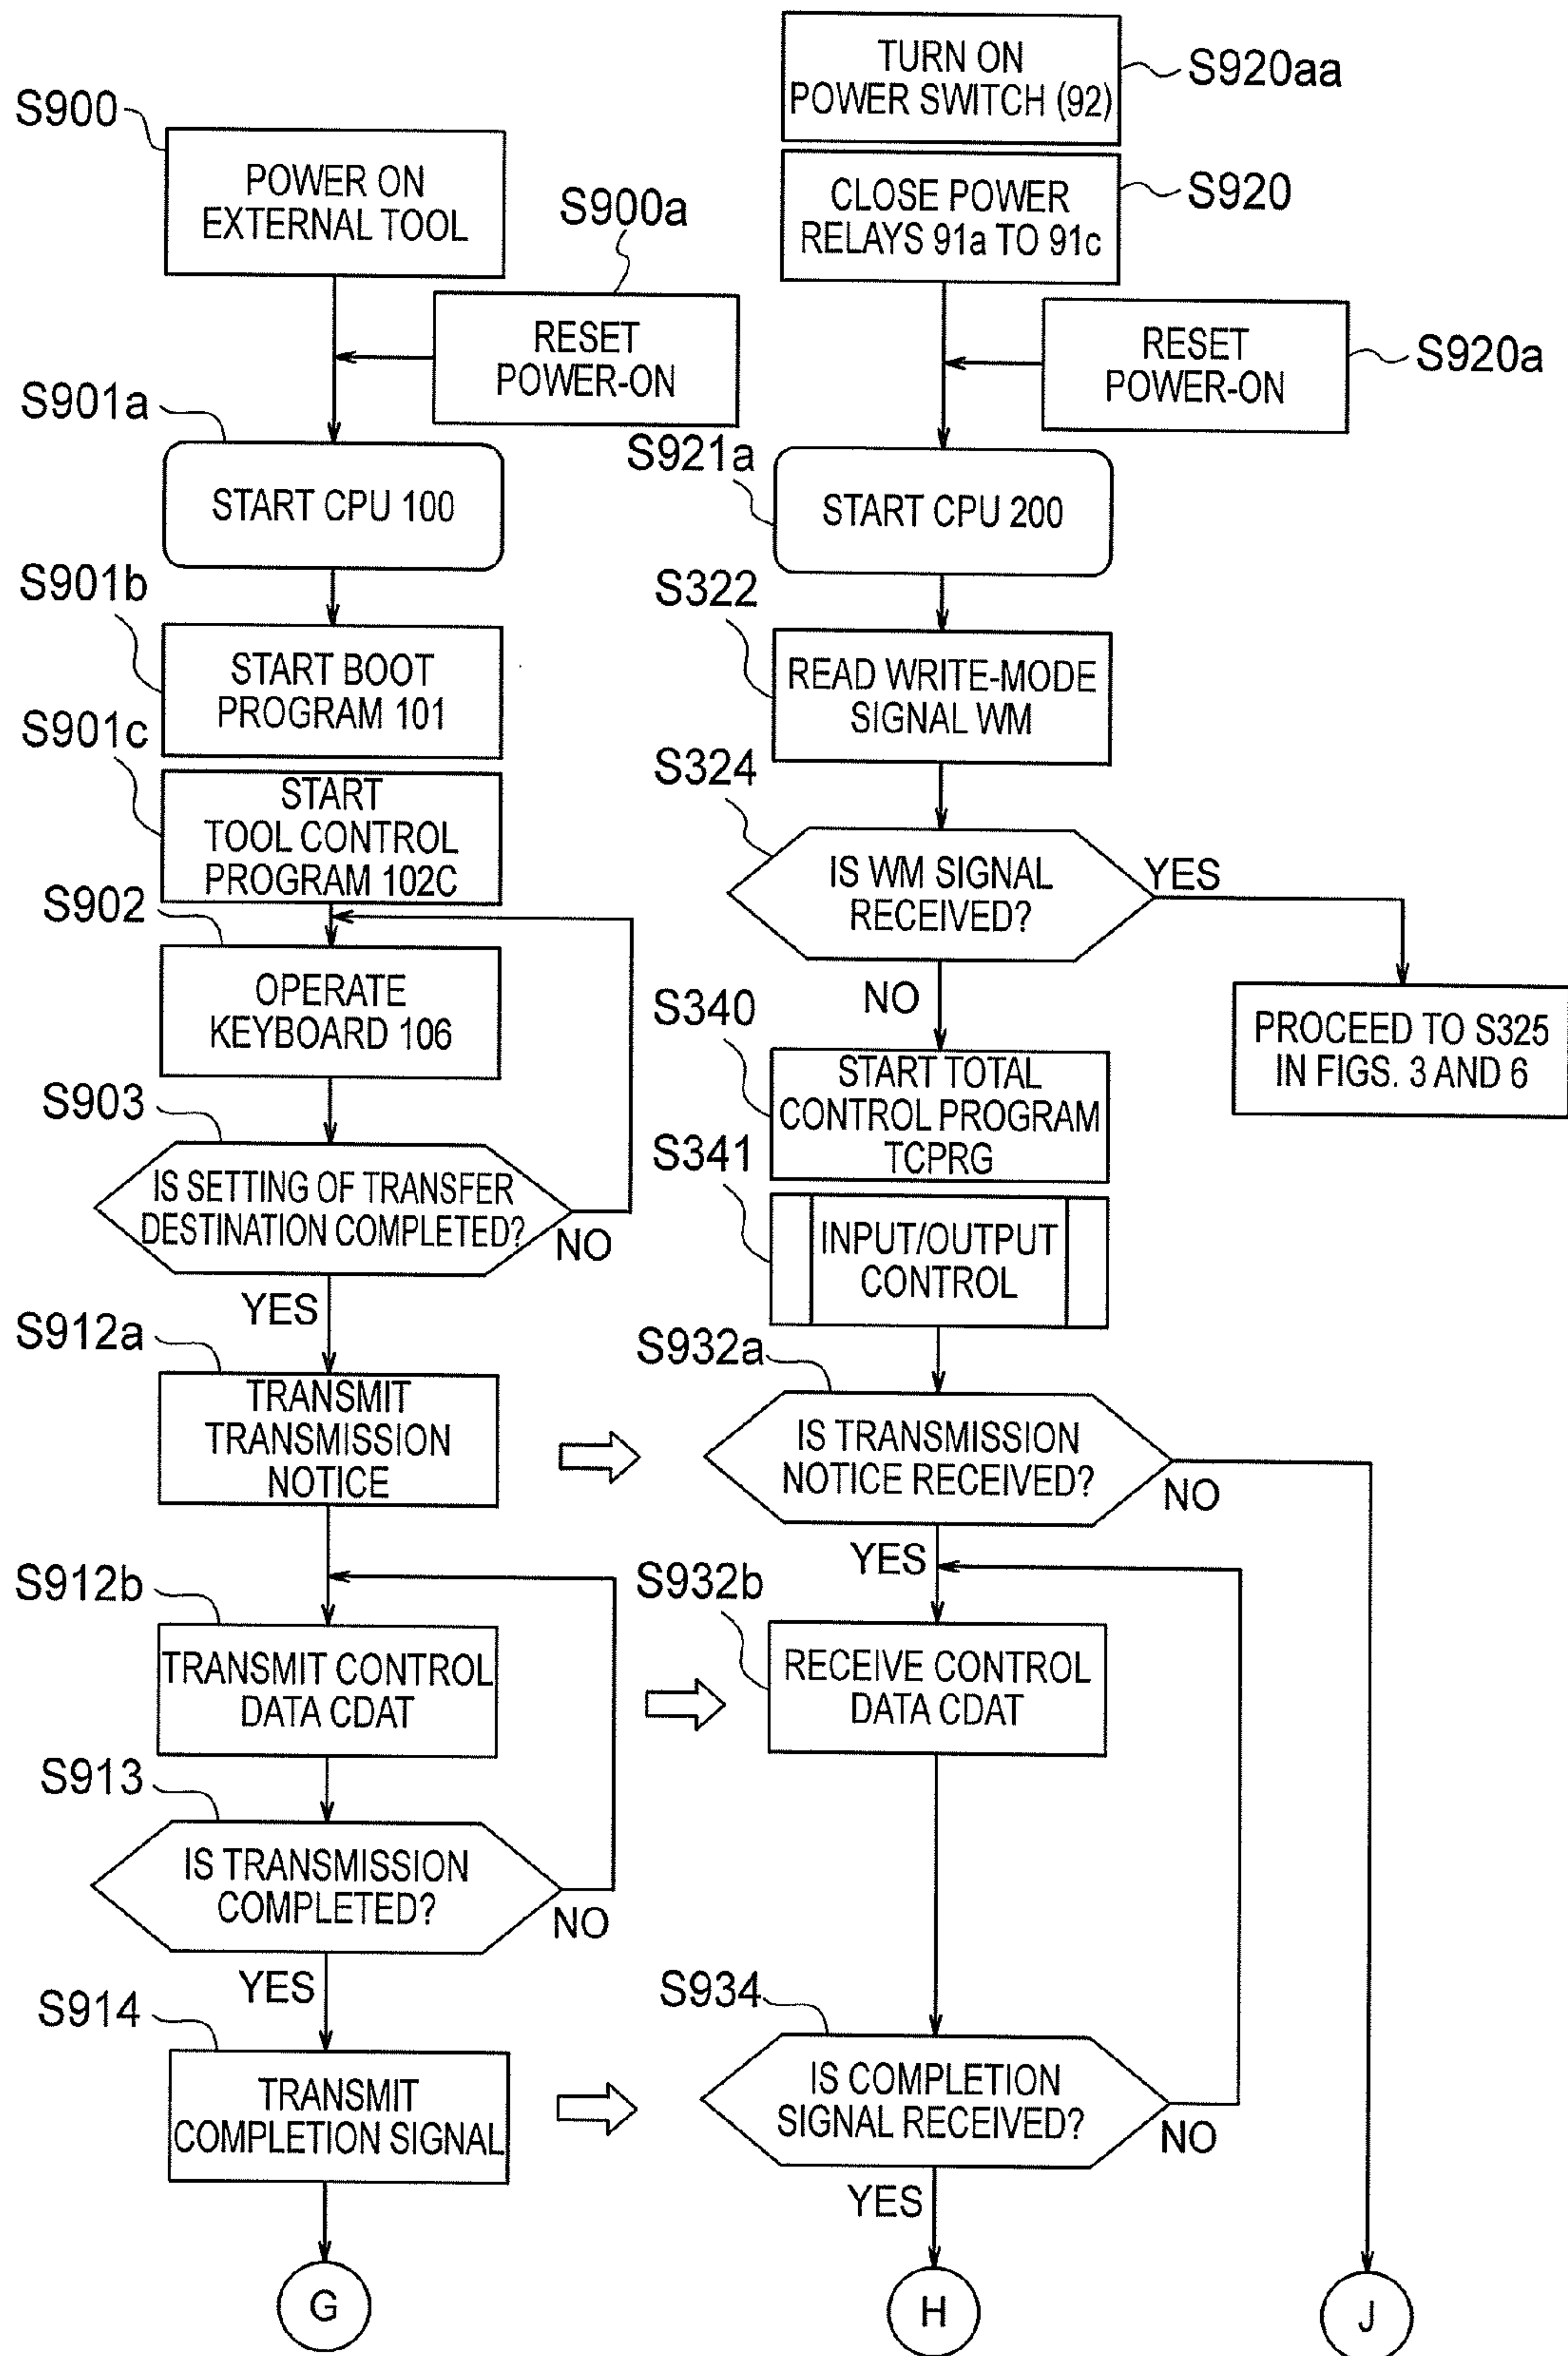 S900
POWER ON
EXTERNAL TOOL
S900a
RESET
POWER-ON
S901a
START CPU 100
S901b
START BOOT
PROGRAM 101
S901c
START
TOOL CONTROL
PROGRAM 102C
S902
OPERATE
KEYBOARD 106
S903
IS SETTING OF TRANSFER
DESTINATION COMPLETED?
NO
YES
S912a
TRANSMIT
TRANSMISSION
NOTICE
S912b
TRANSMIT CONTROL
DATA CDAT
S913
IS TRANSMISSION
COMPLETED?
NO
YES
S914
TRANSMIT
COMPLETION SIGNAL
G
TURN ON
POWER SWITCH (92)
S920aa
CLOSE POWER
RELAYS 91a TO 91c
S920
RESET
POWER-ON
S920a
S921a
START CPU 200
S322
READ WRITE-MODE
SIGNAL WM
S324
IS WM SIGNAL
RECEIVED?
YES
PROCEED TO S325
IN FIGS. 3 AND 6
NO
S340
START TOTAL
CONTROL PROGRAM
TCPRG
S341
INPUT/OUTPUT
CONTROL
S932a
IS TRANSMISSION
NOTICE RECEIVED?
NO
YES
S932b
RECEIVE CONTROL
DATA CDAT
S934
IS COMPLETION
SIGNAL RECEIVED?
NO
YES
H
J